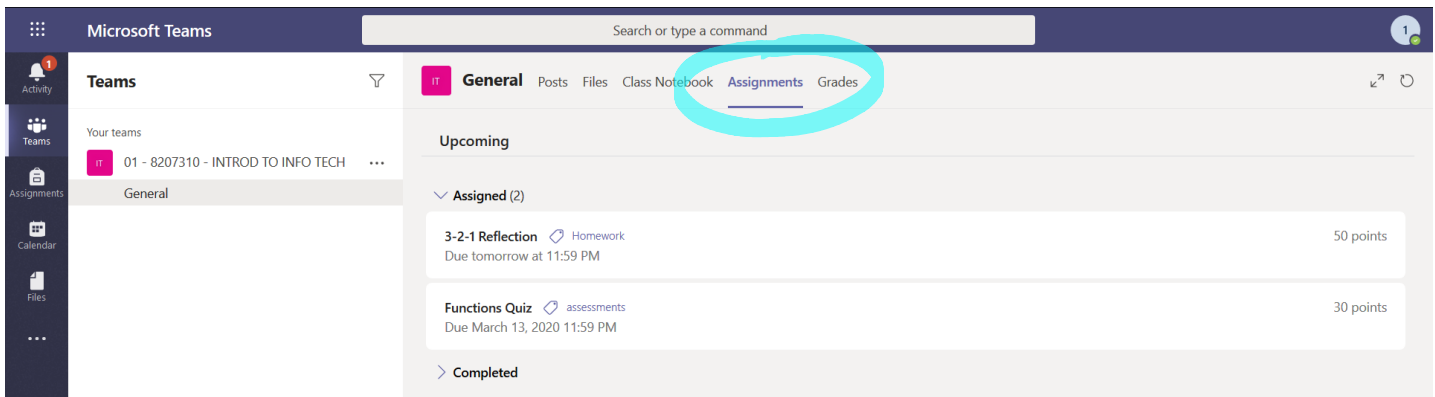 Microsoft Teams
Search or type a command
1
1
Activity
Teams
Assignments
Calendar
Files
Teams
Your teams
IT 01 - 8207310 - INTROD TO INFO TECH
General
IT General Posts Files Class Notebook Assignments Grades
Upcoming
Assigned (2)
3-2-1 Reflection Homework 50 points
Due tomorrow at 11:59 PM
Functions Quiz assessments 30 points
Due March 13, 2020 11:59 PM
Completed